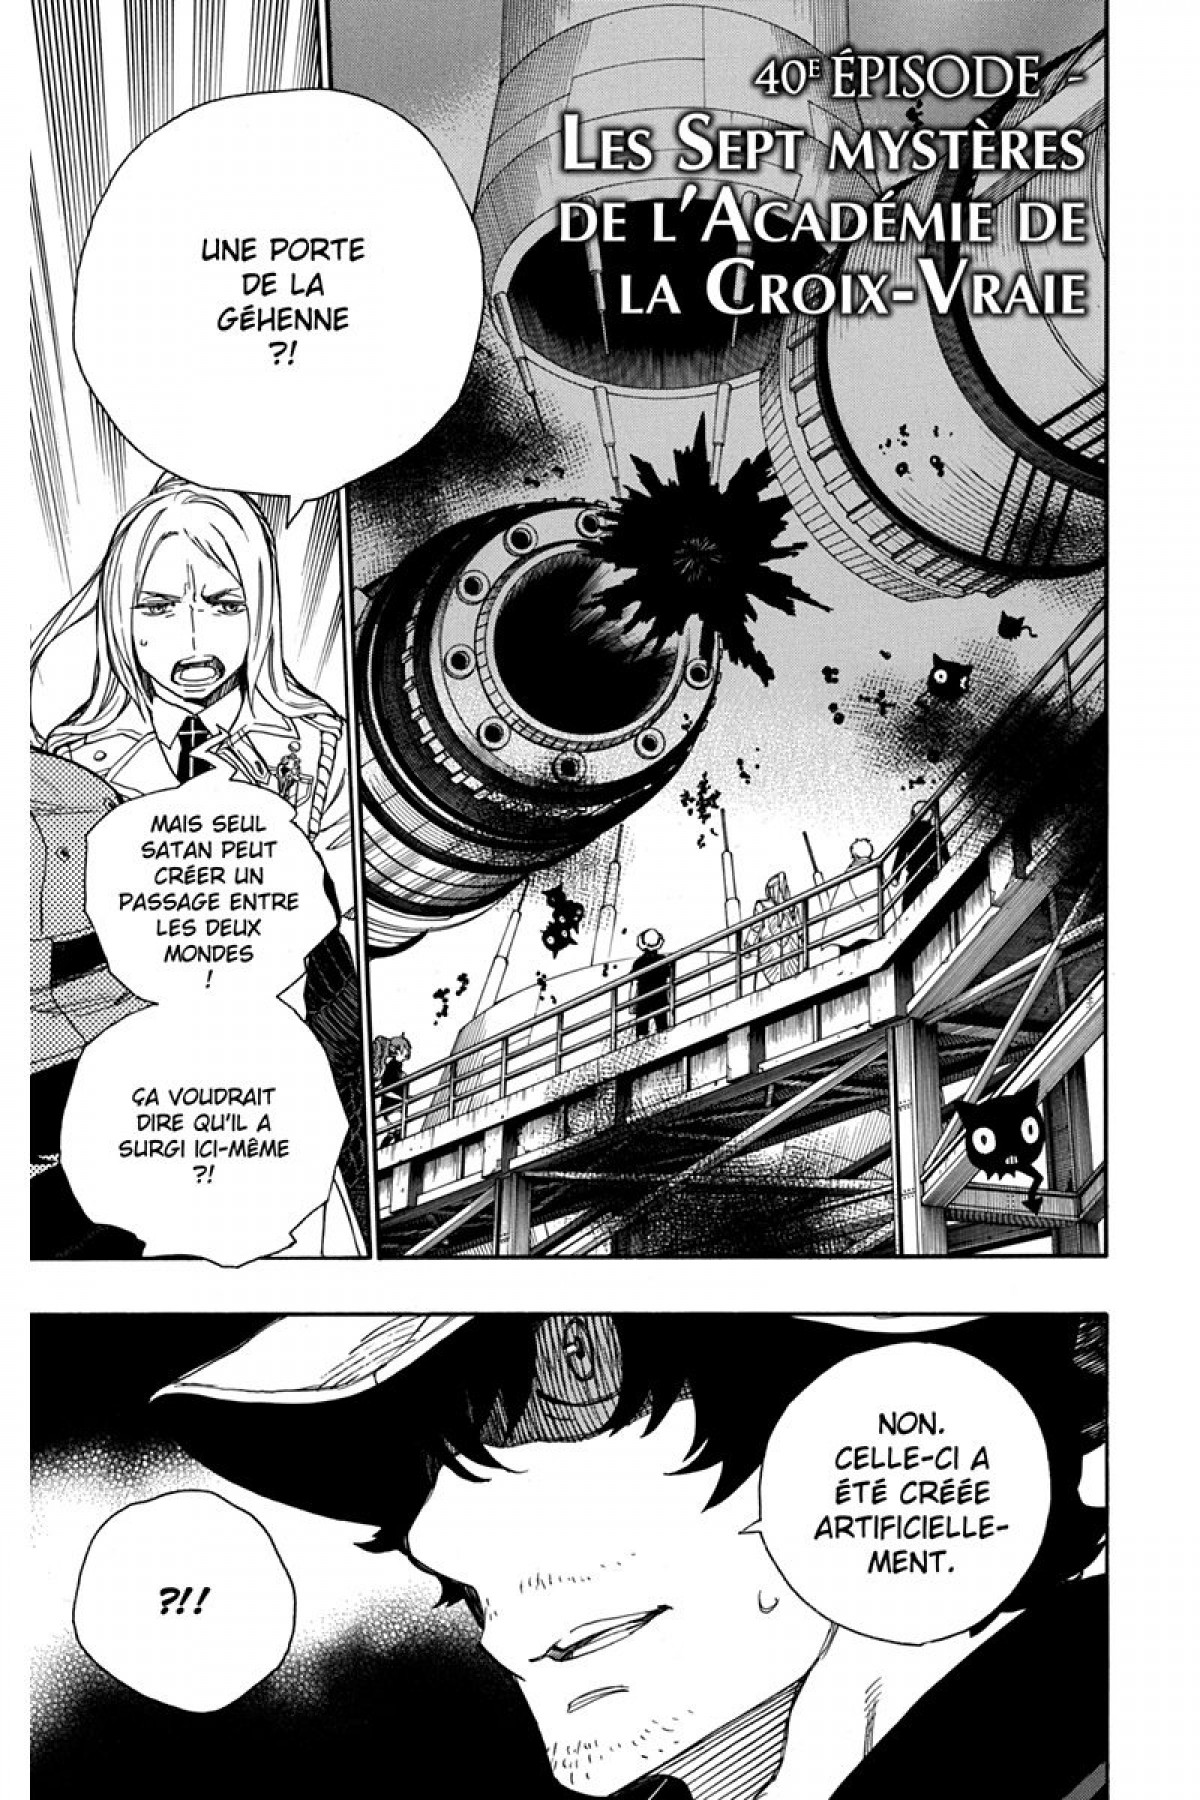 40E ÉPISODE -
LES SEPT MYSTÈRES
DE L'ACADÉMIE DE
LA CROIX-VRAIE
UNE PORTE
DE LA
GÉHENNE
?!
MAIS SEUL
SATAN PEUT
CRÉER UN
PASSAGE ENTRE
LES DEUX
MONDES
!
ÇA VOUDRAIT
DIRE QU'IL A
SURGI ICI-MÊME
?!
NON.
CELLE-CI A
ÉTÉ CRÉÉE
ARTIFICIELLE-
MENT.
?!!